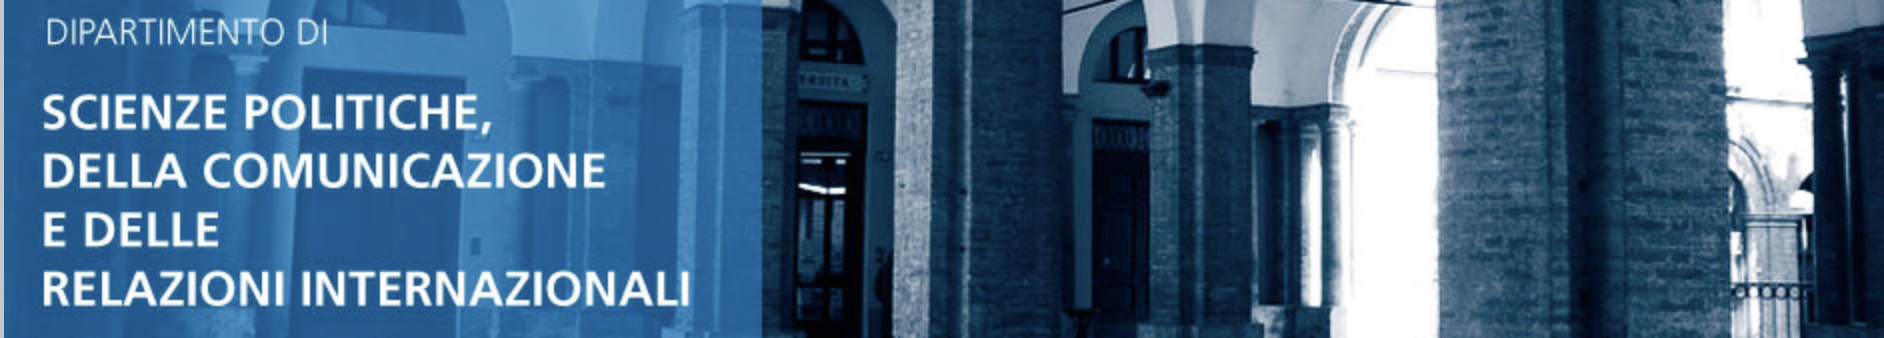 DIPARTIMENTO DI
SCIENZE POLITICHE,
DELLA COMUNICAZIONE
E DELLE
RELAZIONI INTERNAZIONALI